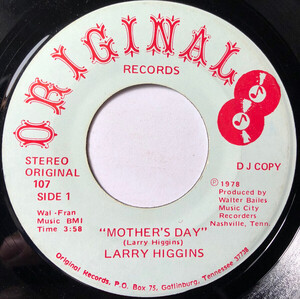 ORIGINAL
RECORDS
STEREO
ORIGINAL
107
SIDE 1
DJ COPY
Wal-Fran
Music BMI
Time 3:58
℗ 1978
Produced by
Walter Bailes
Music City
Recorders
Nashville, Tenn.
"MOTHER'S DAY"
(Larry Higgins)
LARRY HIGGINS
Original Records, P.O. Box 75, Gatlinburg, Tennessee 37738